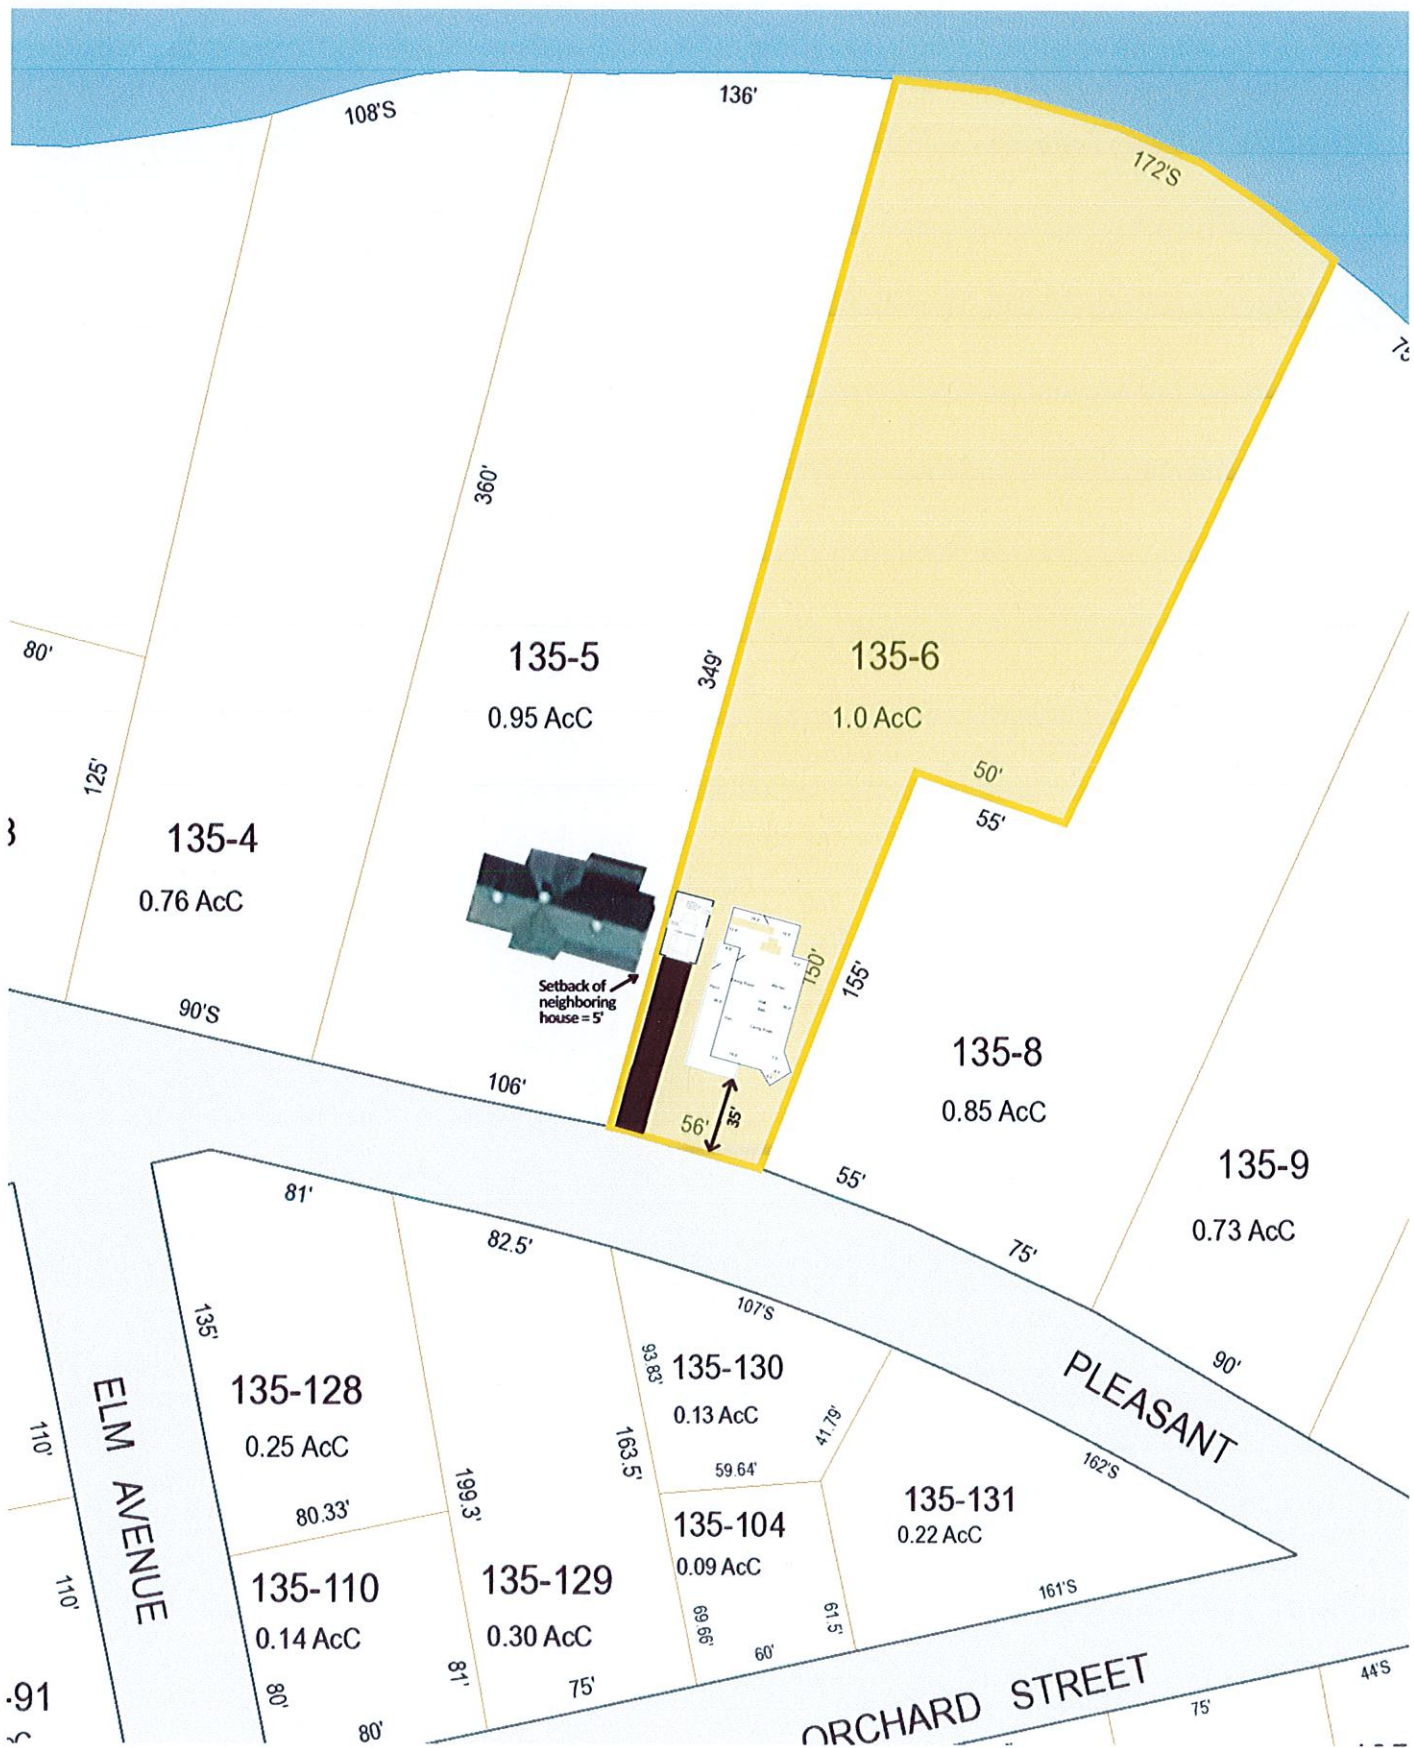 108'S
136'
172'S
75
360'
80'
135-5
0.95 AcC
349'
135-6
1.0 AcC
125'
50'
55'
135-4
0.76 AcC
Setback of
neighboring
house = 5'
150'
155'
90'S
135-8
0.85 AcC
106'
56'
35'
55'
135-9
0.73 AcC
81'
82.5'
75'
107'S
135'
93.83'
135-130
0.13 AcC
PLEASANT
90'
135-128
0.25 AcC
41.79'
110'
ELM AVENUE
163.5'
59.64'
162'S
199.3'
80.33'
135-131
0.22 AcC
135-104
0.09 AcC
110'
135-110
0.14 AcC
135-129
0.30 AcC
69.66'
61.5'
161'S
60'
80'
81'
75'
80'
-91
ORCHARD STREET
75'
44'S